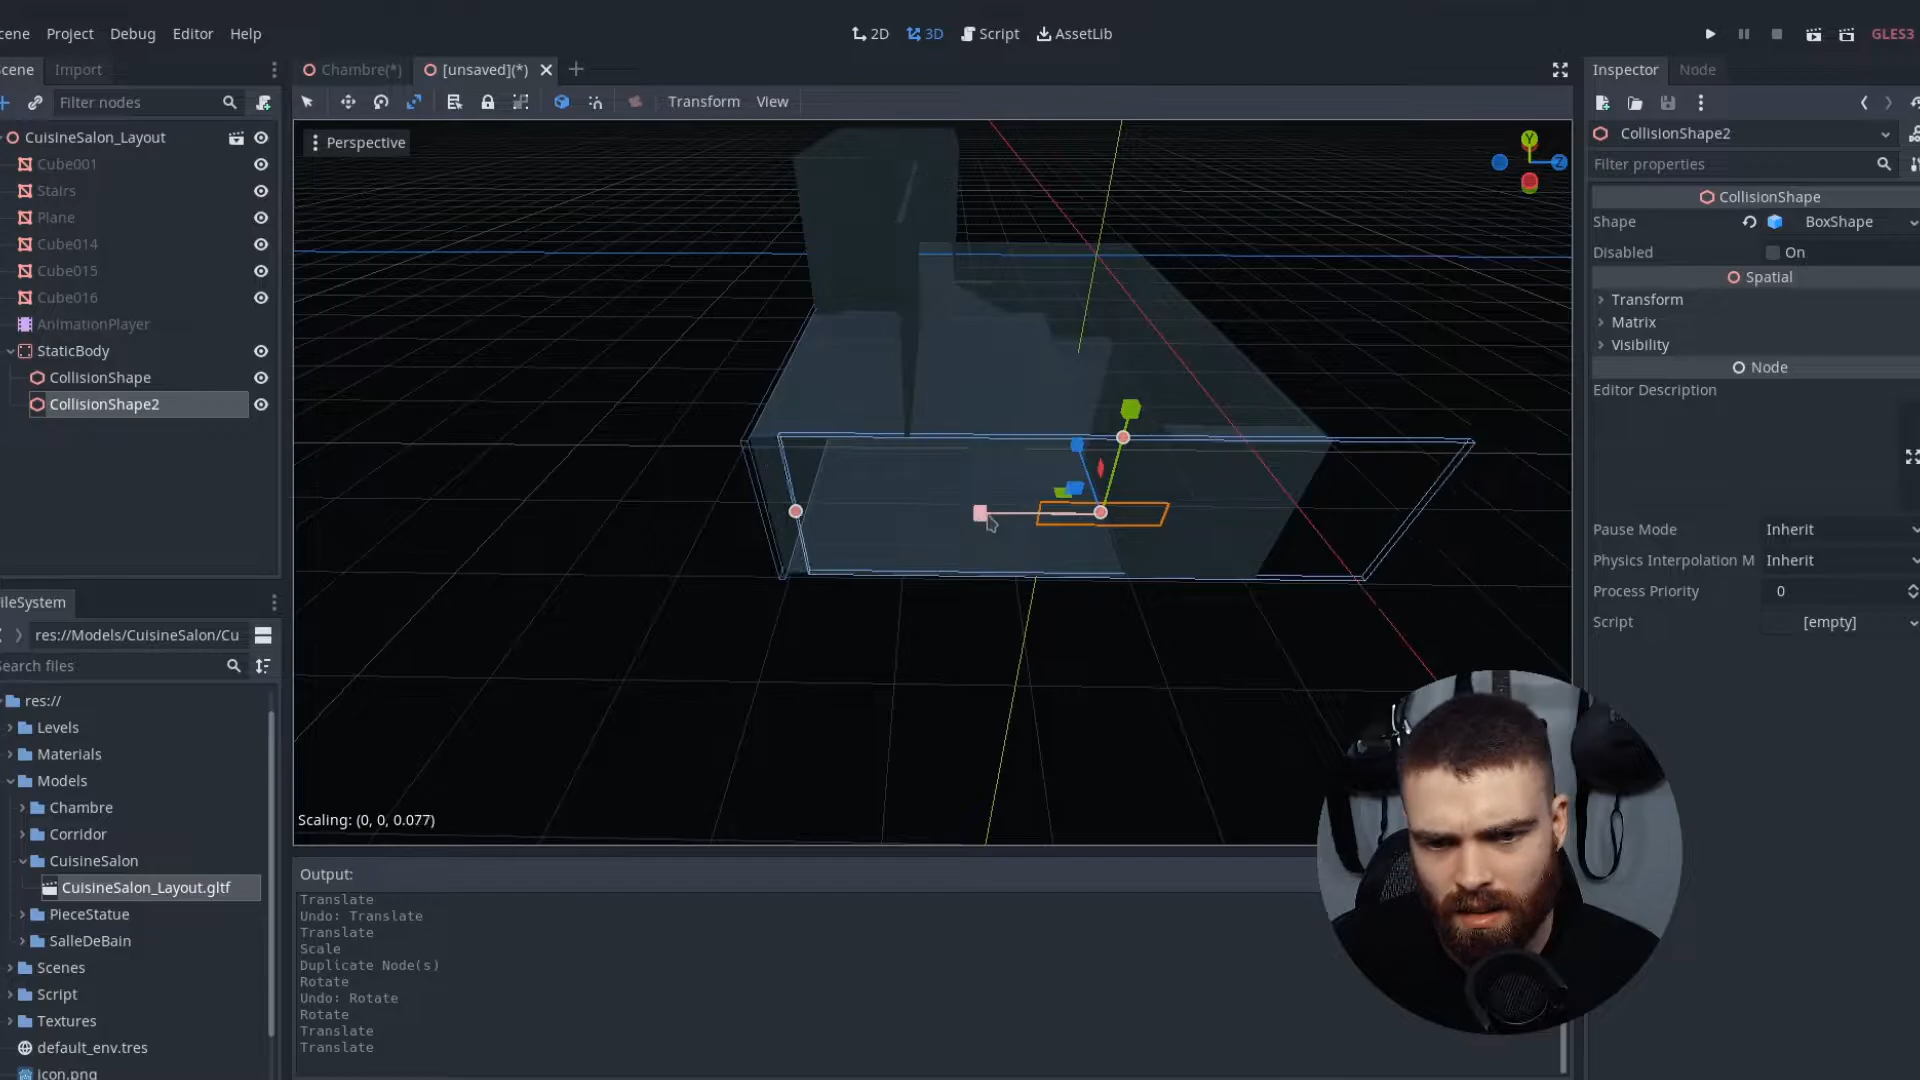 cene Project Debug Editor Help
2D 3D Script AssetLib
GLES3
Scene Import
Chambre(*) [unsaved](*)
Inspector Node
Filter nodes
Transform View
CuisineSalon_Layout
Cube001
Stairs
Plane
Cube014
Cube015
Cube016
AnimationPlayer
StaticBody
CollisionShape
CollisionShape2
Perspective
Y
Z
Scaling: (0, 0, 0.077)
CollisionShape2
Filter properties
CollisionShape
Shape BoxShape
Disabled On
Spatial
Transform
Matrix
Visibility
Node
Editor Description
Pause Mode Inherit
Physics Interpolation M Inherit
Process Priority 0
Script [empty]
ileSystem
res://Models/CuisineSalon/Cu
Search files
res://
Levels
Materials
Models
Chambre
Corridor
CuisineSalon
CuisineSalon_Layout.gltf
PieceStatue
SalleDeBain
Scenes
Script
Textures
default_env.tres
icon.png
Output:
Translate
Undo: Translate
Translate
Scale
Duplicate Node(s)
Rotate
Undo: Rotate
Rotate
Translate
Translate